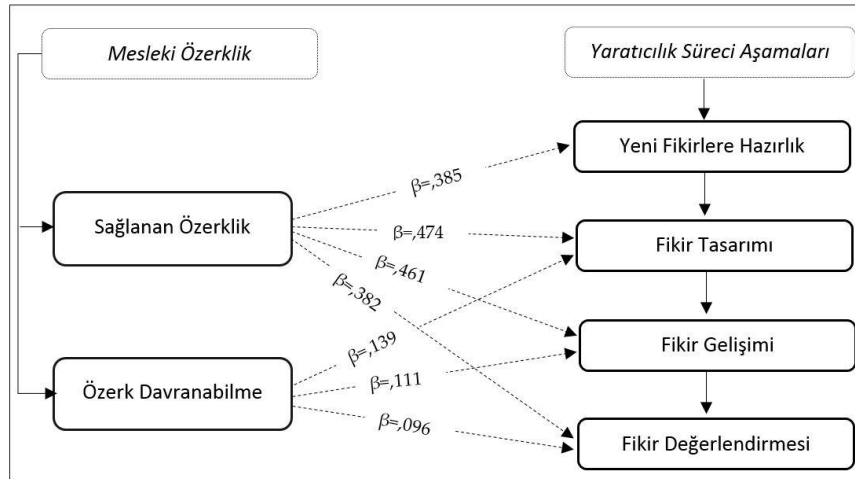 Mesleki Özerklik
Yaratıcılık Süreci Aşamaları
Yeni Fikirlere Hazırlık
β=,385
Sağlanan Özerklik
β=,474
Fikir Tasarımı
β=,461
β=,382
β=,139
Fikir Gelişimi
Özerk Davranabilme
β=,111
β=,096
Fikir Değerlendirmesi